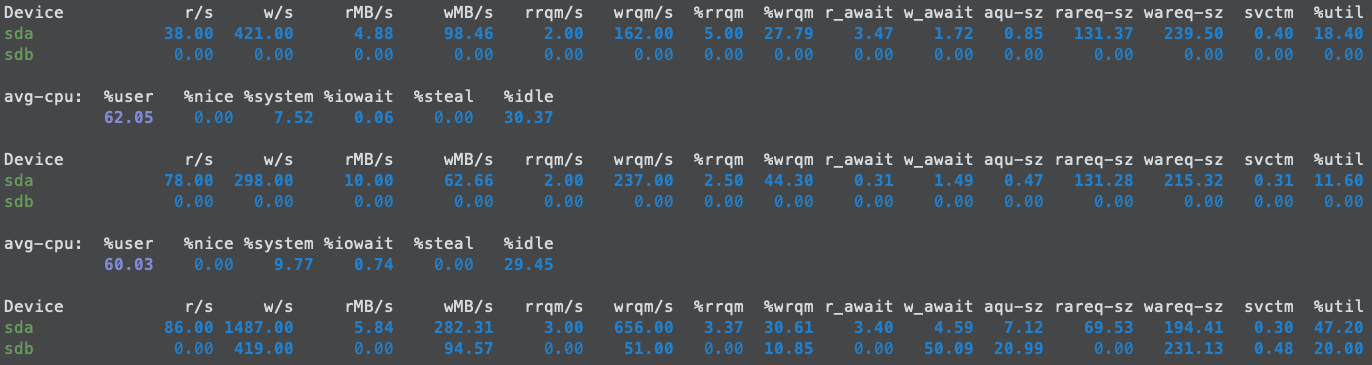 Device r/s w/s rMB/s wMB/s rrqm/s wrqm/s %rrqm %wrqm r_await w_await aqu-sz rareq-sz wareq-sz svctm %util
sda 38.00 421.00 4.88 98.46 2.00 162.00 5.00 27.79 3.47 1.72 0.85 131.37 239.50 0.40 18.40
sdb 0.00 0.00 0.00 0.00 0.00 0.00 0.00 0.00 0.00 0.00 0.00 0.00 0.00 0.00 0.00
avg-cpu: %user %nice %system %iowait %steal %idle
62.05 0.00 7.52 0.06 0.00 30.37
Device r/s w/s rMB/s wMB/s rrqm/s wrqm/s %rrqm %wrqm r_await w_await aqu-sz rareq-sz wareq-sz svctm %util
sda 78.00 298.00 10.00 62.66 2.00 237.00 2.50 44.30 0.31 1.49 0.47 131.28 215.32 0.31 11.60
sdb 0.00 0.00 0.00 0.00 0.00 0.00 0.00 0.00 0.00 0.00 0.00 0.00 0.00 0.00 0.00
avg-cpu: %user %nice %system %iowait %steal %idle
60.03 0.00 9.77 0.74 0.00 29.45
Device r/s w/s rMB/s wMB/s rrqm/s wrqm/s %rrqm %wrqm r_await w_await aqu-sz rareq-sz wareq-sz svctm %util
sda 86.00 1487.00 5.84 282.31 3.00 656.00 3.37 30.61 3.40 4.59 7.12 69.53 194.41 0.30 47.20
sdb 0.00 419.00 0.00 94.57 0.00 51.00 0.00 10.85 0.00 50.09 20.99 0.00 231.13 0.48 20.00